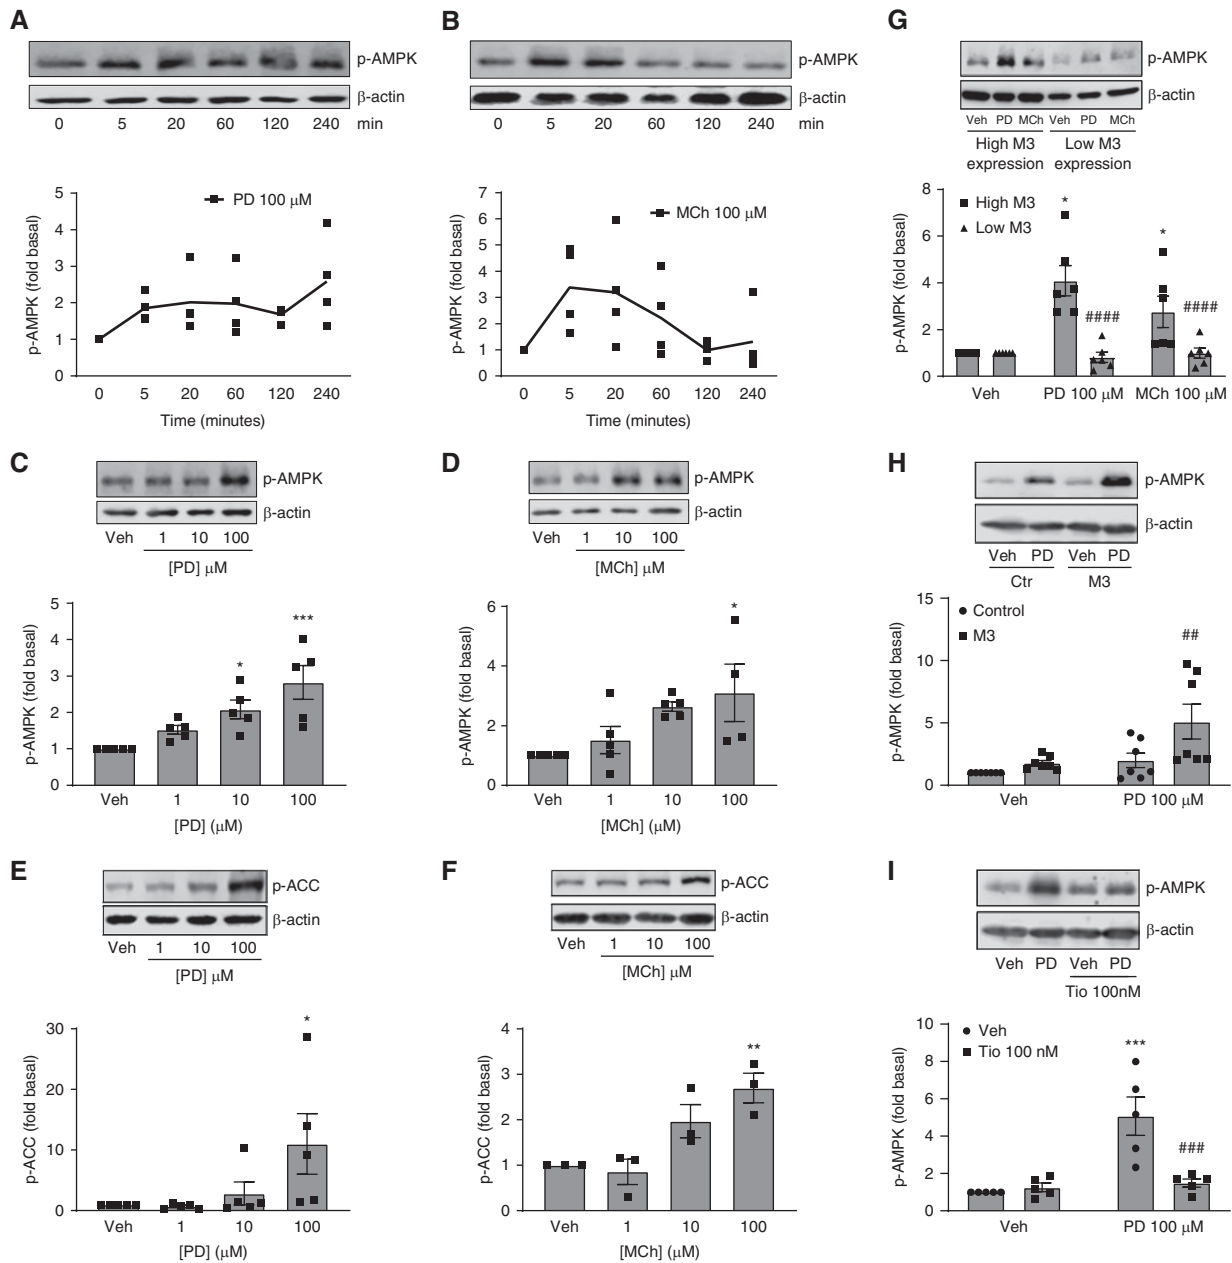 A
p-AMPK
β-actin
0 5 20 60 120 240 min
p-AMPK (fold basal)
5
4
3
2
1
0
PD 100 μM
0 5 20 60 120 240
Time (minutes)
B
p-AMPK
β-actin
0 5 20 60 120 240 min
p-AMPK (fold basal)
7
6
5
4
3
2
1
0
MCh 100 μM
0 5 20 60 120 240
Time (minutes)
G
p-AMPK
β-actin
Veh PD MCh Veh PD MCh
High M3 expression
Low M3 expression
p-AMPK (fold basal)
8
6
4
2
0
High M3
Low M3
*
####
*
####
Veh PD 100 μM MCh 100 μM
C
p-AMPK
β-actin
Veh 1 10 100
[PD] μM
p-AMPK (fold basal)
5
4
3
2
1
0
*
***
Veh 1 10 100
[PD] (μM)
D
p-AMPK
β-actin
Veh 1 10 100
[MCh] μM
p-AMPK (fold basal)
6
4
2
0
*
Veh 1 10 100
[MCh] (μM)
H
p-AMPK
β-actin
Veh PD Veh PD
Ctr M3
p-AMPK (fold basal)
15
10
5
0
Control
M3
##
Veh PD 100 μM
E
p-ACC
β-actin
Veh 1 10 100
[PD] μM
p-ACC (fold basal)
30
20
10
0
*
Veh 1 10 100
[PD] (μM)
F
p-ACC
β-actin
Veh 1 10 100
[MCh] μM
p-ACC (fold basal)
4
3
2
1
0
**
Veh 1 10 100
[MCh] (μM)
I
p-AMPK
β-actin
Veh PD Veh PD
Tio 100nM
p-AMPK (fold basal)
10
8
6
4
2
0
Veh
Tio 100 nM
***
###
Veh PD 100 μM